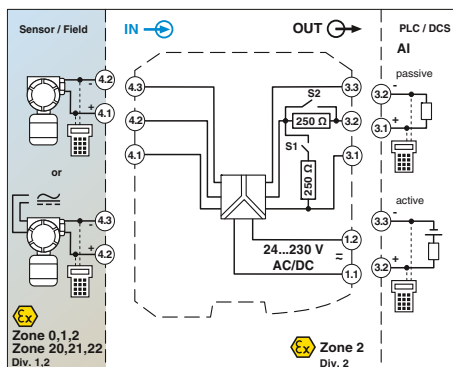 Sensor / Field
IN
OUT
PLC / DCS
AI
passive
4.2
-
+
4.1
or
4.3
-
+
4.2
4.3
4.2
4.1
S2
250 Ω
S1
250 Ω
3.3
3.2
3.1
1.2
1.1
24...230 V
AC/DC
=
3.2
-
+
3.1
active
3.3
-
+
3.2
Ex
Zone 0,1,2
Zone 20,21,22
Div. 1,2
Ex
Zone 2
Div. 2